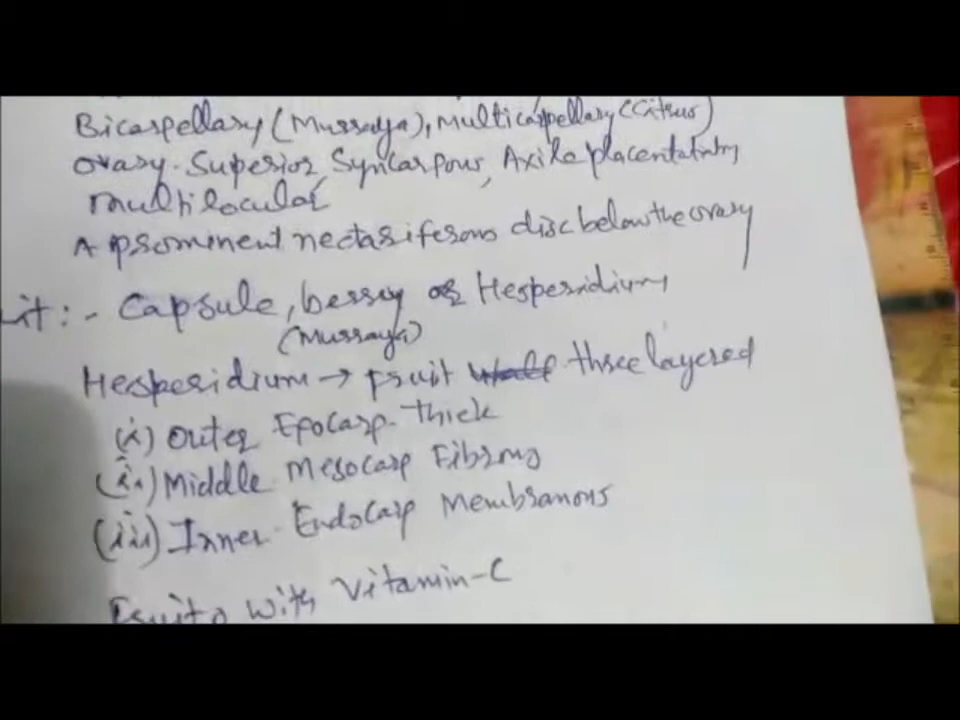 Bicarpellary (Murraya), Multicarpellary (Citrus)
Ovary. Superior, Syncarpous, Axile placentation
Multilocular
A prominent nectariferous disc below the ovary
it:- Capsule, berry or Hesperidium
(Murraya)
Hesperidium → Fruit three layered
(i) Outer Epocarp. Thick
(ii) Middle Mesocarp Fibrous
(iii) Inner Endocarp Membranous
Fruits with Vitamin-C